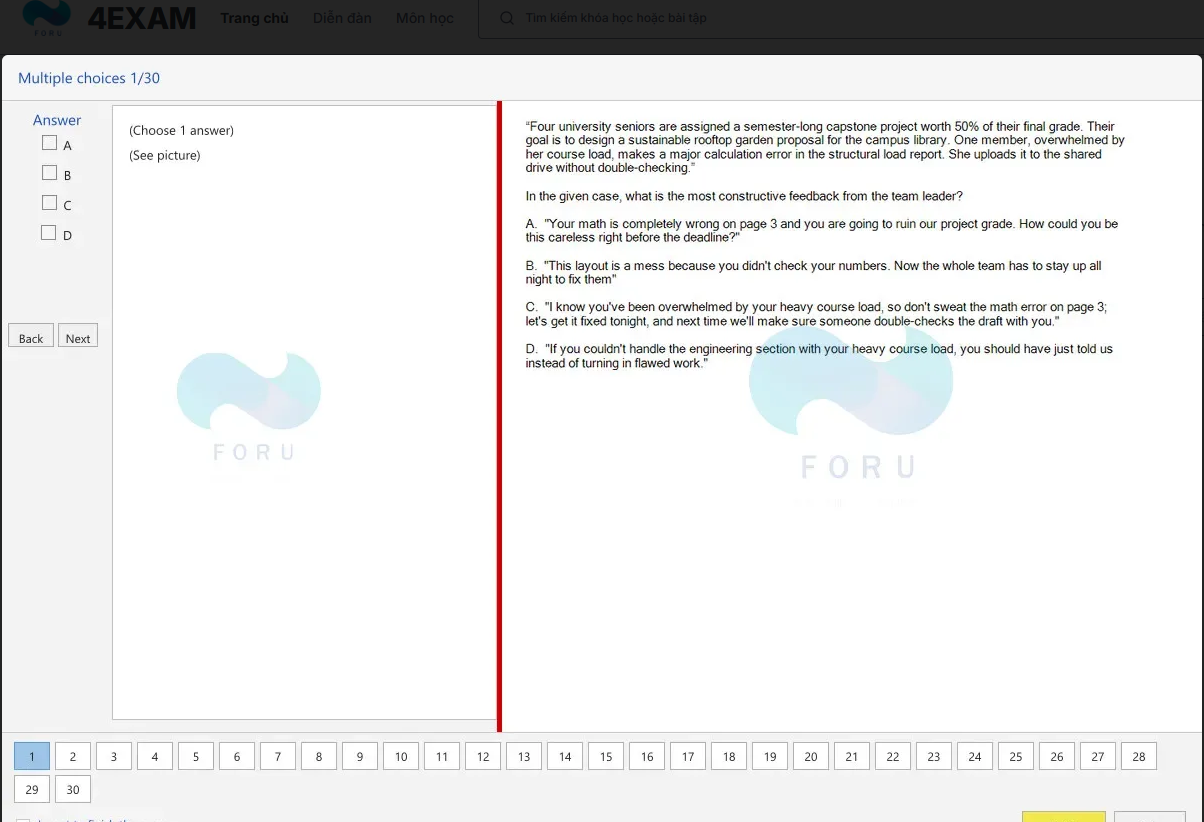 FORU
4EXAM
Trang chủ
Diễn đàn
Môn học
Tìm kiếm khóa học hoặc bài tập
Multiple choices 1/30
Answer
A
B
C
D
Back
Next
(Choose 1 answer)
(See picture)
“Four university seniors are assigned a semester-long capstone project worth 50% of their final grade. Their
goal is to design a sustainable rooftop garden proposal for the campus library. One member, overwhelmed by
her course load, makes a major calculation error in the structural load report. She uploads it to the shared
drive without double-checking.”
In the given case, what is the most constructive feedback from the team leader?
A. "Your math is completely wrong on page 3 and you are going to ruin our project grade. How could you be
this careless right before the deadline?"
B. "This layout is a mess because you didn't check your numbers. Now the whole team has to stay up all
night to fix them"
C. "I know you've been overwhelmed by your heavy course load, so don't sweat the math error on page 3;
let's get it fixed tonight, and next time we'll make sure someone double-checks the draft with you."
D. "If you couldn't handle the engineering section with your heavy course load, you should have just told us
instead of turning in flawed work."
FORU
FORU
1 2 3 4 5 6 7 8 9 10 11 12 13 14 15 16 17 18 19 20 21 22 23 24 25 26 27 28
29 30